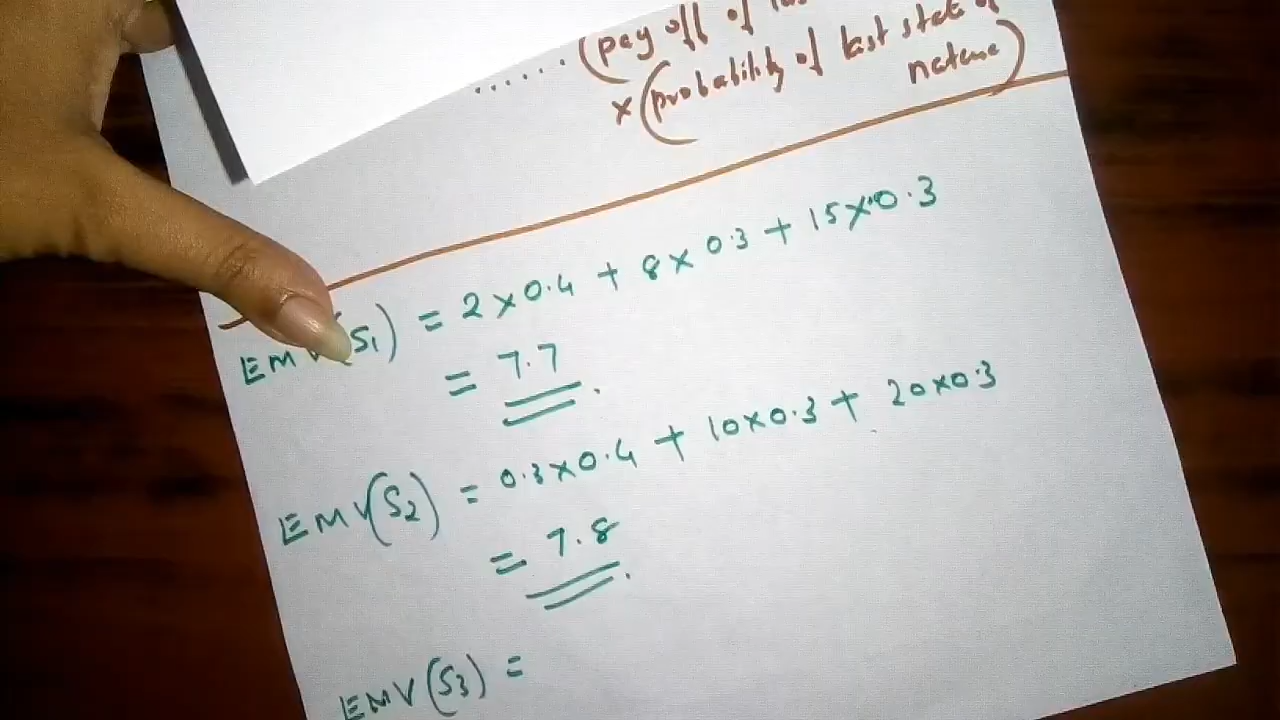 ...... (pay off of
× (probability of last state of
nature)
EMV(S₁) = 2 × 0.4 + 8 × 0.3 + 15 × 0.3
= 7.7
EMV(S₂) = 0.3 × 0.4 + 10 × 0.3 + 20 × 0.3
= 7.8
EMV(S₃) =